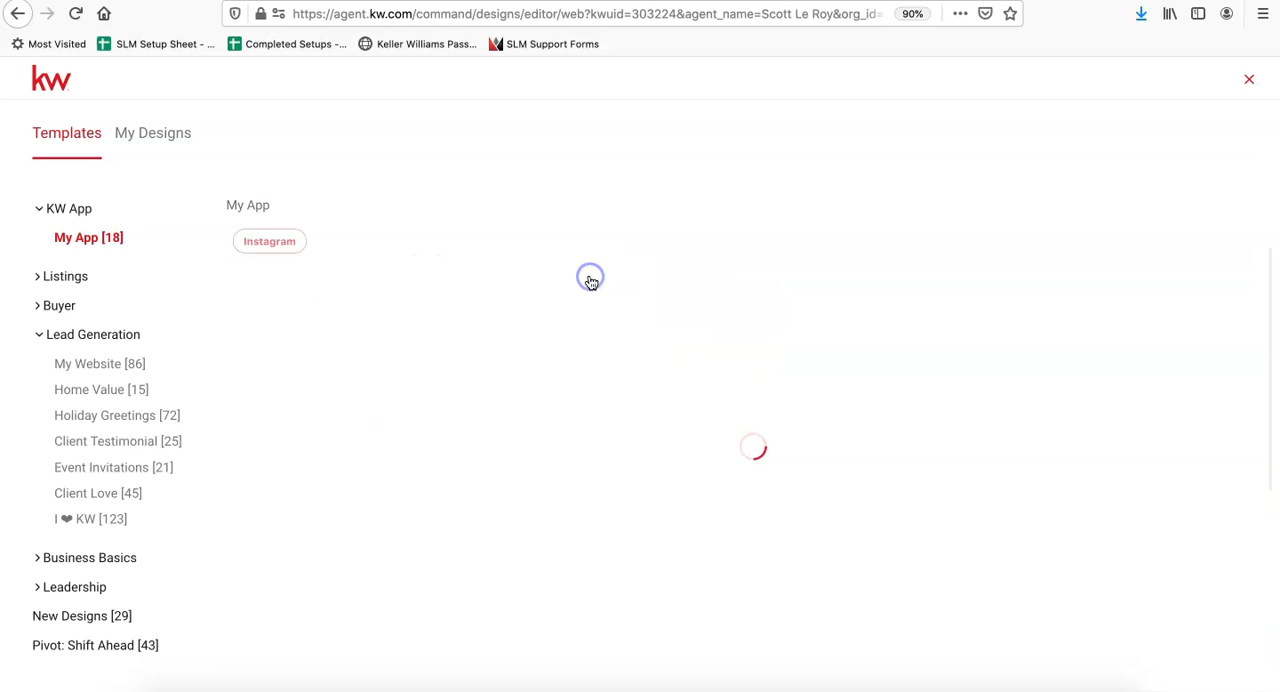 https://agent.kw.com/command/designs/editor/web?kwuid=303224&agent_name=Scott Le Roy&org_id=
90%
Most Visited
SLM Setup Sheet - ...
Completed Setups -...
Keller Williams Pass...
SLM Support Forms
kw
Templates
My Designs
KW App
My App [18]
Listings
Buyer
Lead Generation
My Website [86]
Home Value [15]
Holiday Greetings [72]
Client Testimonial [25]
Event Invitations [21]
Client Love [45]
I ❤ KW [123]
Business Basics
Leadership
New Designs [29]
Pivot: Shift Ahead [43]
My App
Instagram